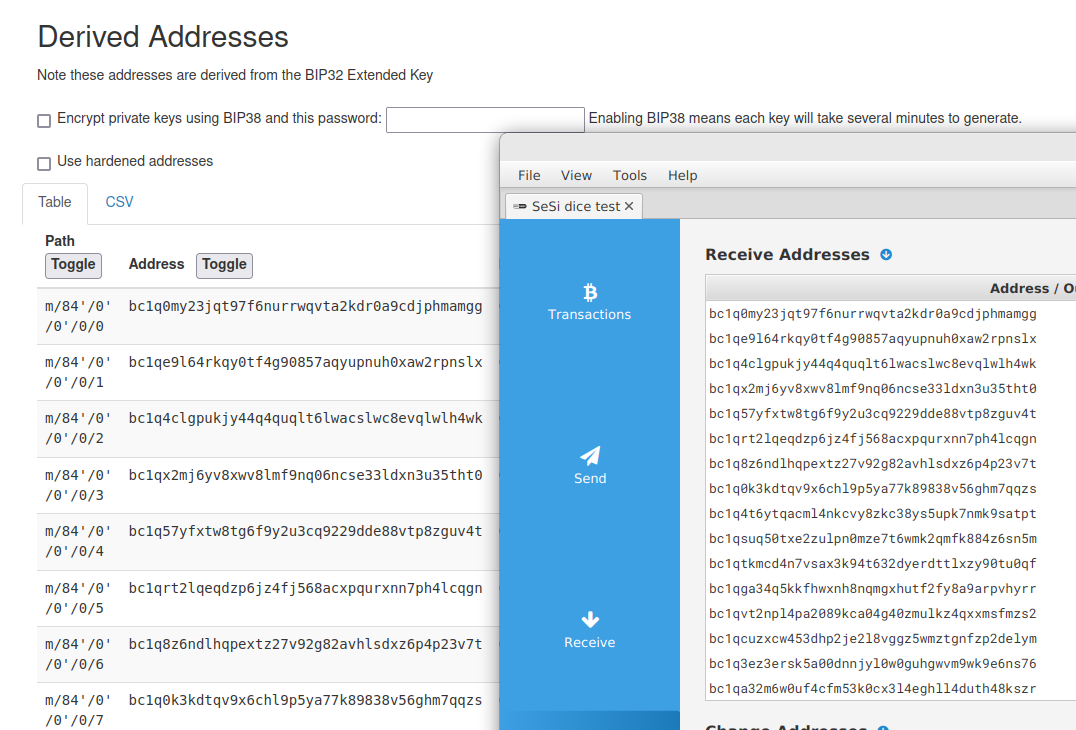 Derived Addresses
Note these addresses are derived from the BIP32 Extended Key
Encrypt private keys using BIP38 and this password:
Enabling BIP38 means each key will take several minutes to generate.
Use hardened addresses
Table
CSV
Path
Toggle
Address
Toggle
m/84'/0'
/0'/0/0
bc1q0my23jqt97f6nurrwqvta2kdr0a9cdjphmamgg
m/84'/0'
/0'/0/1
bc1qe9l64rkqy0tf4g90857aqyupnuh0xaw2rpnslx
m/84'/0'
/0'/0/2
bc1q4clgpukjy44q4quqlt6lwacslwc8evqlwlh4wk
m/84'/0'
/0'/0/3
bc1qx2mj6yv8xwv8lmf9nq06ncse33ldxn3u35tht0
m/84'/0'
/0'/0/4
bc1q57yfxtw8tg6f9y2u3cq9229dde88vtp8zguv4t
m/84'/0'
/0'/0/5
bc1qrt2lqeqdzp6jz4fj568acxpqurxnn7ph4lcqgn
m/84'/0'
/0'/0/6
bc1q8z6ndlhqpextz27v92g82avhlsdxz6p4p23v7t
m/84'/0'
/0'/0/7
bc1q0k3kdtqv9x6chl9p5ya77k89838v56ghm7qqzs
File
View
Tools
Help
SeSi dice test
Transactions
Send
Receive
Receive Addresses
Address / O
bc1q0my23jqt97f6nurrwqvta2kdr0a9cdjphmamgg
bc1qe9l64rkqy0tf4g90857aqyupnuh0xaw2rpnslx
bc1q4clgpukjy44q4quqlt6lwacslwc8evqlwlh4wk
bc1qx2mj6yv8xwv8lmf9nq06ncse33ldxn3u35tht0
bc1q57yfxtw8tg6f9y2u3cq9229dde88vtp8zguv4t
bc1qrt2lqeqdzp6jz4fj568acxpqurxnn7ph4lcqgn
bc1q8z6ndlhqpextz27v92g82avhlsdxz6p4p23v7t
bc1q0k3kdtqv9x6chl9p5ya77k89838v56ghm7qqzs
bc1q4t6ytqacml4nkcvy8zkc38ys5upk7nmk9satpt
bc1qsuq50txe2zulpn0mze7t6wmk2qmfk884z6sn5m
bc1qtkmcd4n7vsax3k94t632dyerdttlxzy90tu0qf
bc1qga34q5kkfhwxnh8nqmgxhutf2fy8a9arpvhyrr
bc1qvt2npl4pa2089kca04g40zmulkz4qxxmsfmzs2
bc1qcuzxcw453dhp2je2l8vggz5wmztgnfzp2delym
bc1q3ez3ersk5a00dnnjyl0w0guhgwvm9wk9e6ns76
bc1qa32m6w0uf4cfm53k0cx3l4eghll4duth48kszr
Change Addresses